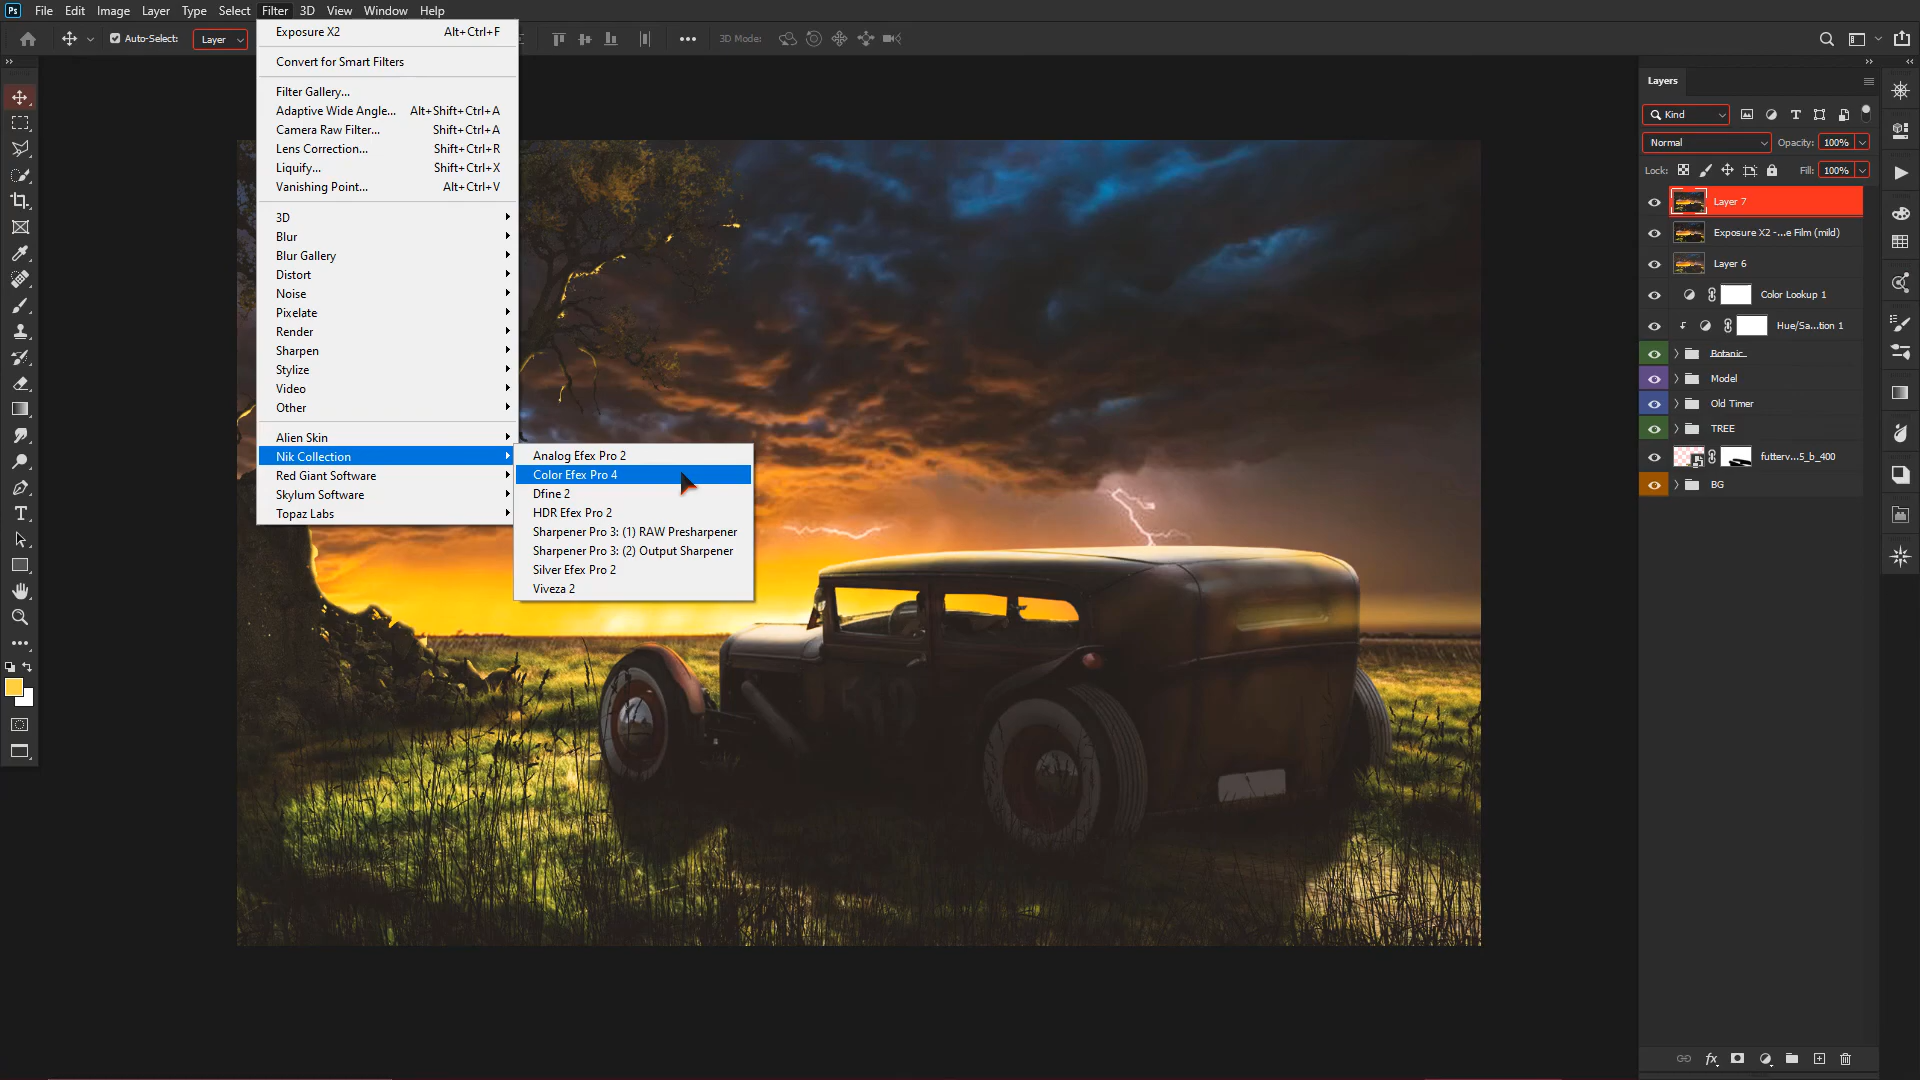 Ps File Edit Image Layer Type Select Filter 3D View Window Help
Auto-Select: Layer 3D Mode:
Exposure X2 Alt+Ctrl+F
Convert for Smart Filters
Filter Gallery...
Adaptive Wide Angle... Alt+Shift+Ctrl+A
Camera Raw Filter... Shift+Ctrl+A
Lens Correction... Shift+Ctrl+R
Liquify... Shift+Ctrl+X
Vanishing Point... Alt+Ctrl+V
3D
Blur
Blur Gallery
Distort
Noise
Pixelate
Render
Sharpen
Stylize
Video
Other
Alien Skin
Nik Collection
Red Giant Software
Skylum Software
Topaz Labs
Analog Efex Pro 2
Color Efex Pro 4
Dfine 2
HDR Efex Pro 2
Sharpener Pro 3: (1) RAW Presharpener
Sharpener Pro 3: (2) Output Sharpener
Silver Efex Pro 2
Viveza 2
Layers
Kind
Normal Opacity: 100%
Lock: Fill: 100%
Layer 7
Exposure X2 -...e Film (mild)
Layer 6
Color Lookup 1
Hue/Sa...tion 1
Botanic
Model
Old Timer
TREE
futterv...5_b_400
BG
fx